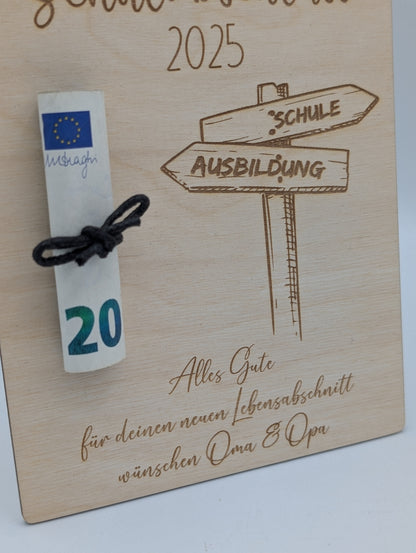 2025
SCHULE
AUSBILDUNG
20
Alles Gute
für deinen neuen Lebensabschnitt
wünschen Oma & Opa